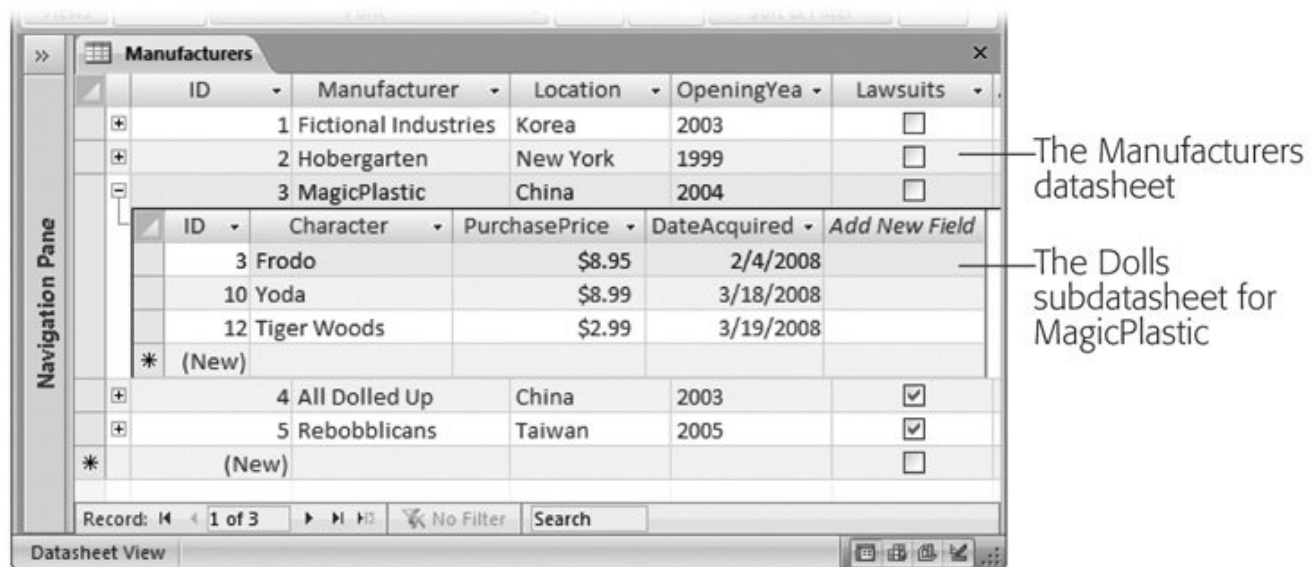 Views
Font
Sort & Filter
» Manufacturers ×
ID Manufacturer Location OpeningYea Lawsuits
1 Fictional Industries Korea 2003
2 Hobergarten New York 1999
3 MagicPlastic China 2004
ID Character PurchasePrice DateAcquired Add New Field
3 Frodo $8.95 2/4/2008
10 Yoda $8.99 3/18/2008
12 Tiger Woods $2.99 3/19/2008
* (New)
4 All Dolled Up China 2003
5 Rebobblicans Taiwan 2005
* (New)
Record: 1 of 3 No Filter Search
Datasheet View
Navigation Pane
The Manufacturers
datasheet
The Dolls
subdatasheet for
MagicPlastic